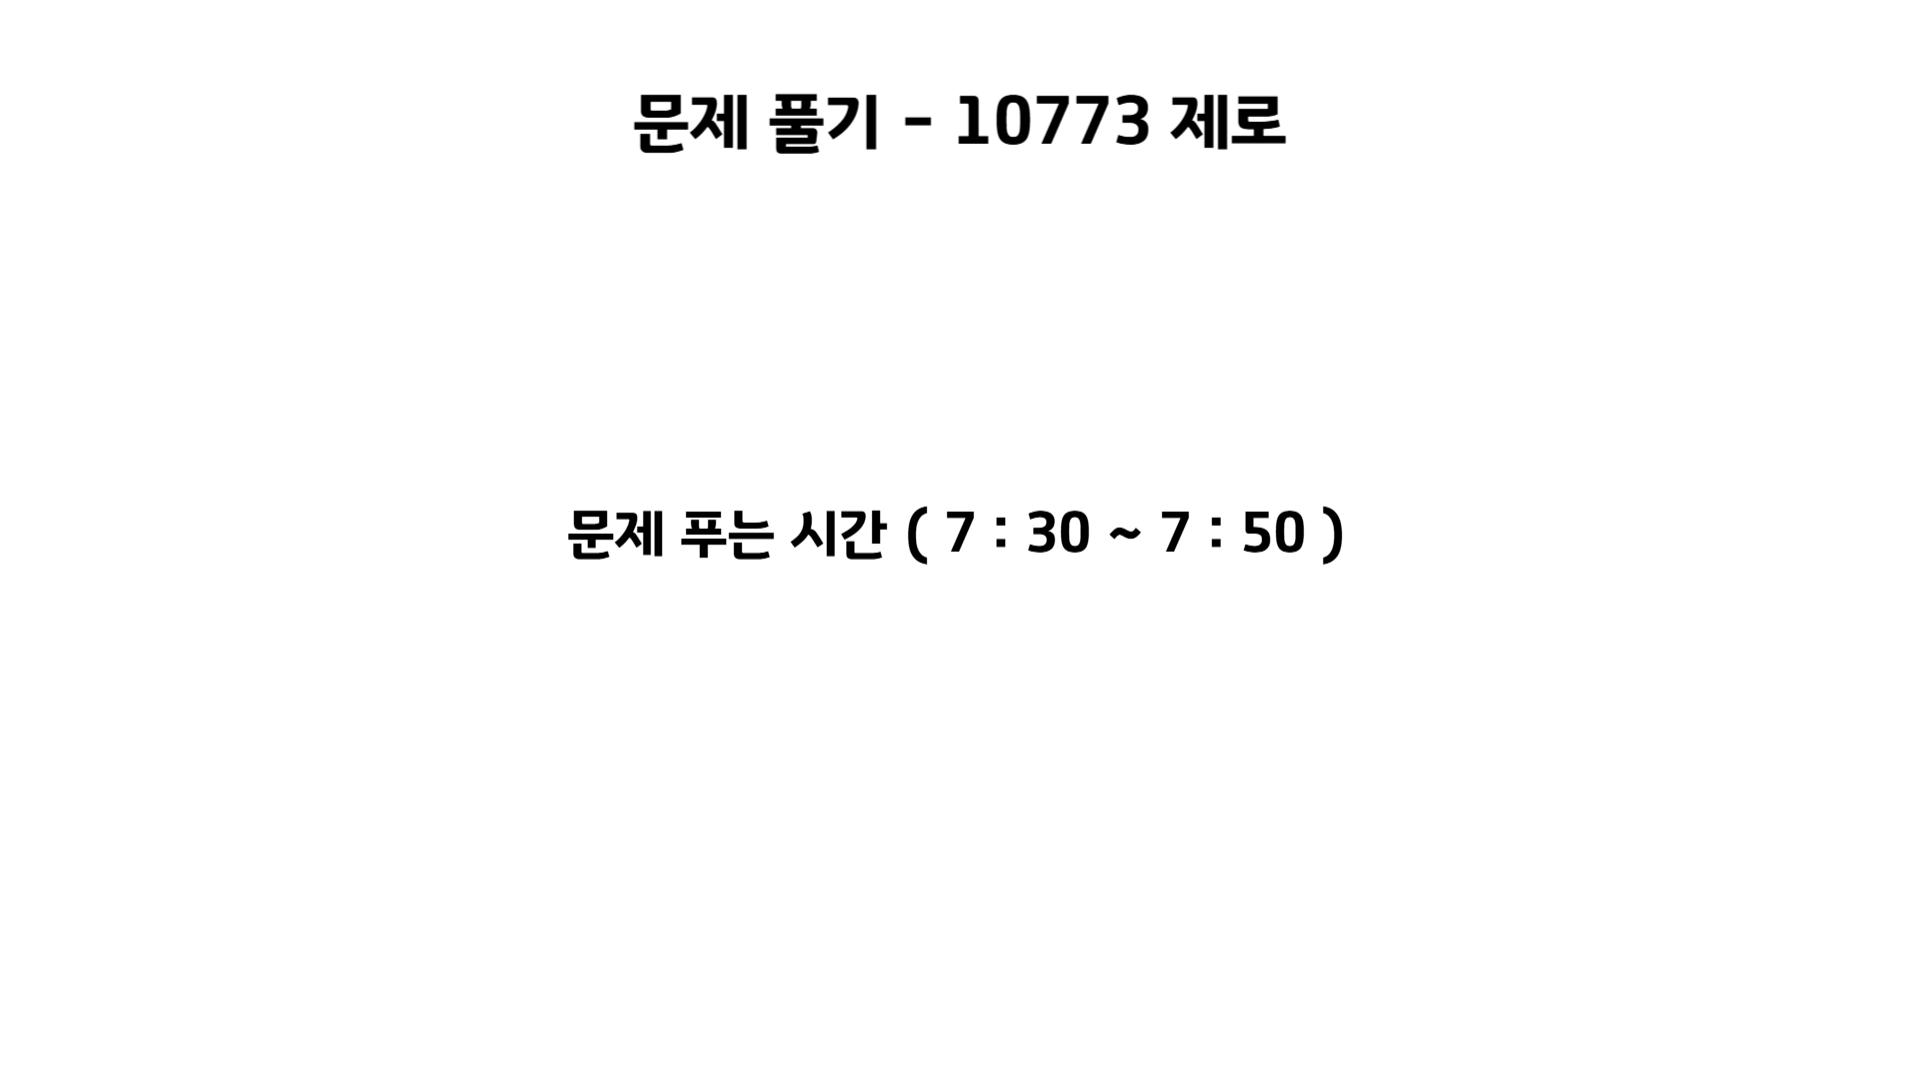 문제 풀기 - 10773 제로
문제 푸는 시간 ( 7 : 30 ~ 7 : 50 )